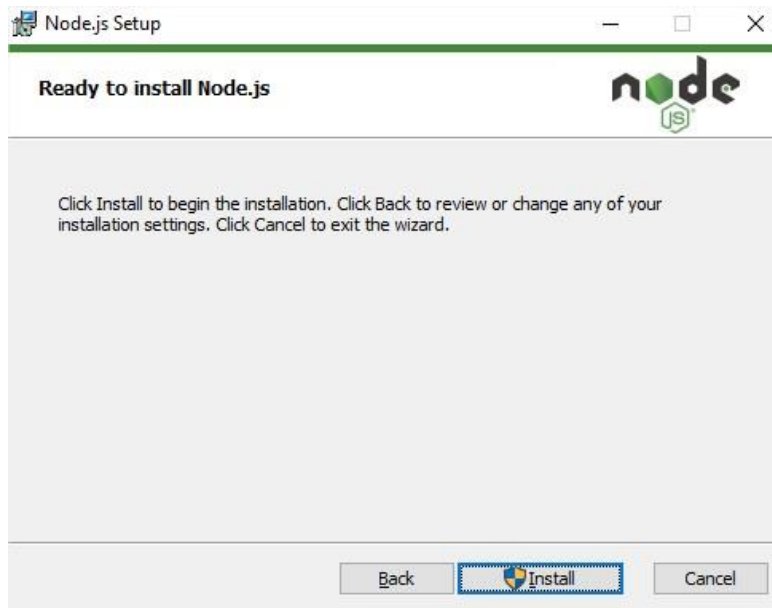 Node.js Setup
Ready to install Node.js
node
JS
Click Install to begin the installation. Click Back to review or change any of your
installation settings. Click Cancel to exit the wizard.
Back
Install
Cancel